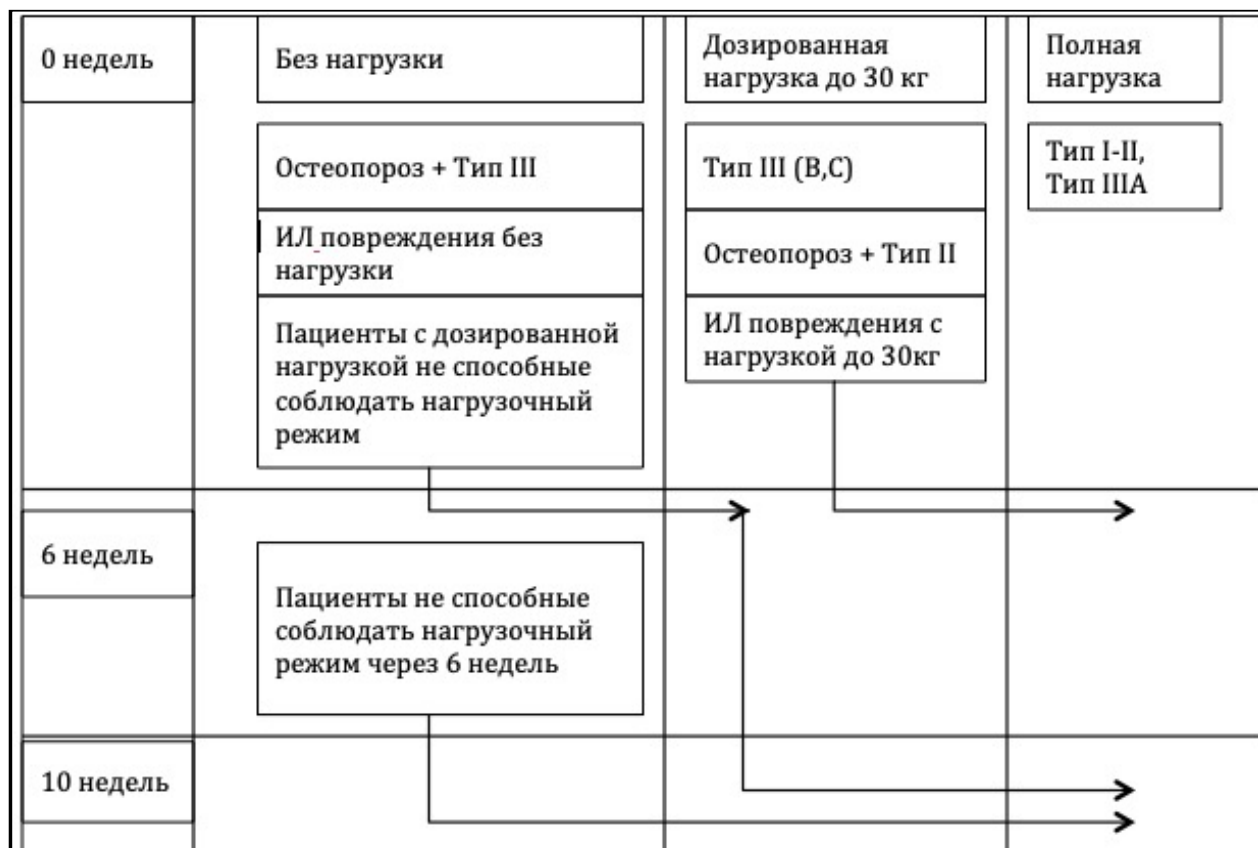 0 недель
Без нагрузки
Дозированная
нагрузка до 30 кг
Полная
нагрузка
Остеопороз + Тип III
ИЛ повреждения без
нагрузки
Пациенты с дозированной
нагрузкой не способные
соблюдать нагрузочный
режим
Тип III (В,С)
Остеопороз + Тип II
ИЛ повреждения с
нагрузкой до 30кг
Тип I-II,
Тип IIIA
6 недель
Пациенты не способные
соблюдать нагрузочный
режим через 6 недель
10 недель